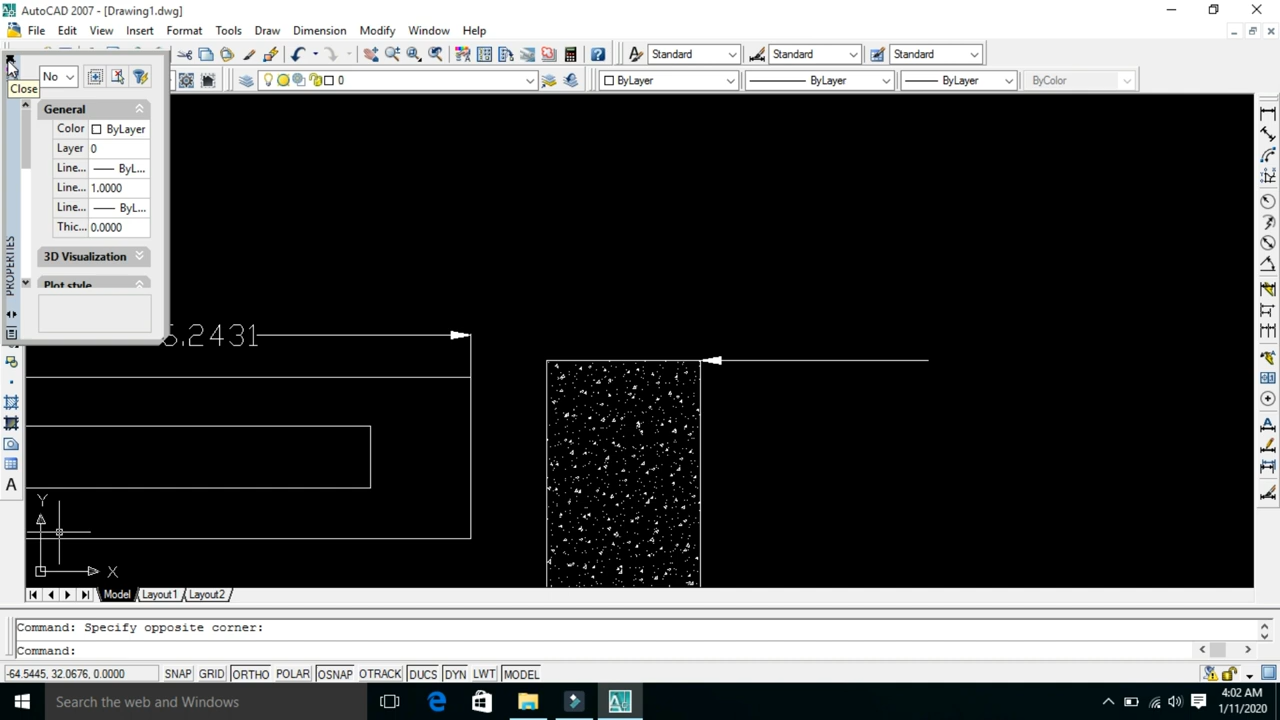 AutoCAD 2007 - [Drawing1.dwg]
File Edit View Insert Format Tools Draw Dimension Modify Window Help
Standard Standard Standard
0 ByLayer ByLayer ByLayer ByColor
No
Close
General
Color ByLayer
Layer 0
Line... ByL...
Line... 1.0000
Line... ByL...
Thic... 0.0000
3D Visualization
Plot style
PROPERTIES
5.2431
A
Y
X
Model Layout1 Layout2
Command: Specify opposite corner:
Command:
-64.5445, 32.0676, 0.0000 SNAP GRID ORTHO POLAR OSNAP OTRACK DUCS DYN LWT MODEL
Search the web and Windows
4:02 AM
1/11/2020